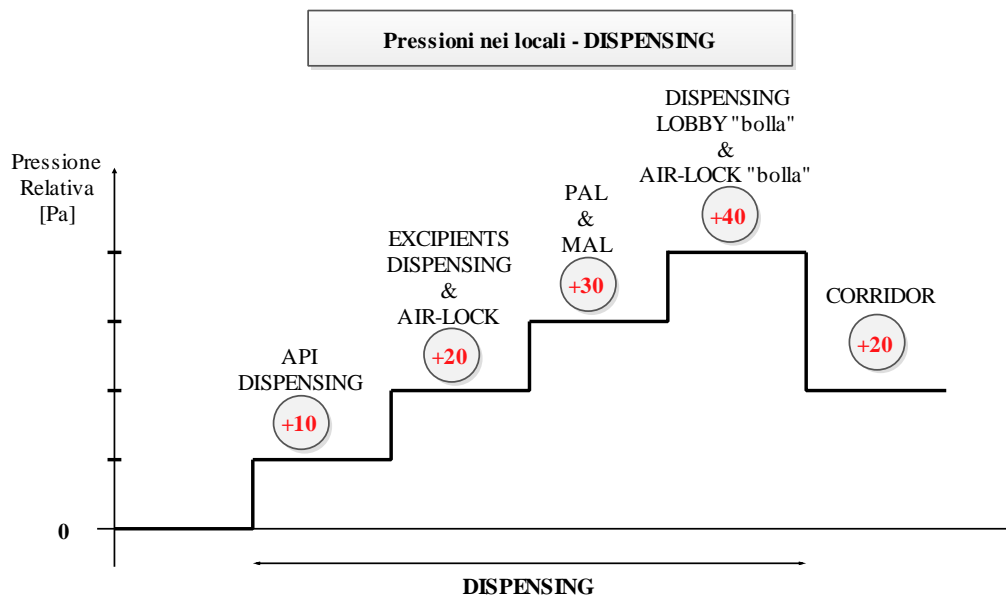 Pressioni nei locali - DISPENSING
Pressione
Relativa
[Pa]
DISPENSING
LOBBY "bolla"
&
AIR-LOCK "bolla"
+40
PAL
&
MAL
+30
EXCIPIENTS
DISPENSING
&
AIR-LOCK
+20
CORRIDOR
+20
API
DISPENSING
+10
0
DISPENSING